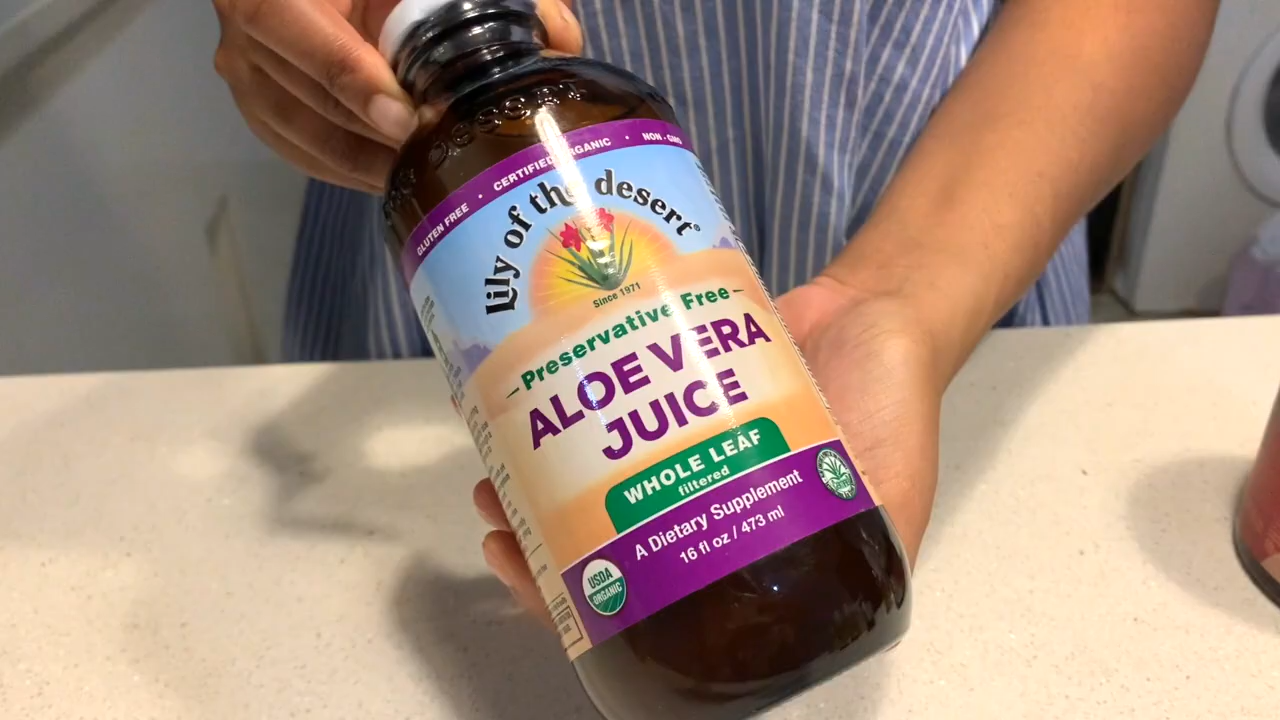 DESERT
GLUTEN FREE • CERTIFIED ORGANIC • NON-GMO
Lily of the desert®
Since 1971
Preservative Free
ALOE VERA
JUICE
WHOLE LEAF
filtered
A Dietary Supplement
16 fl oz / 473 ml
USDA
ORGANIC